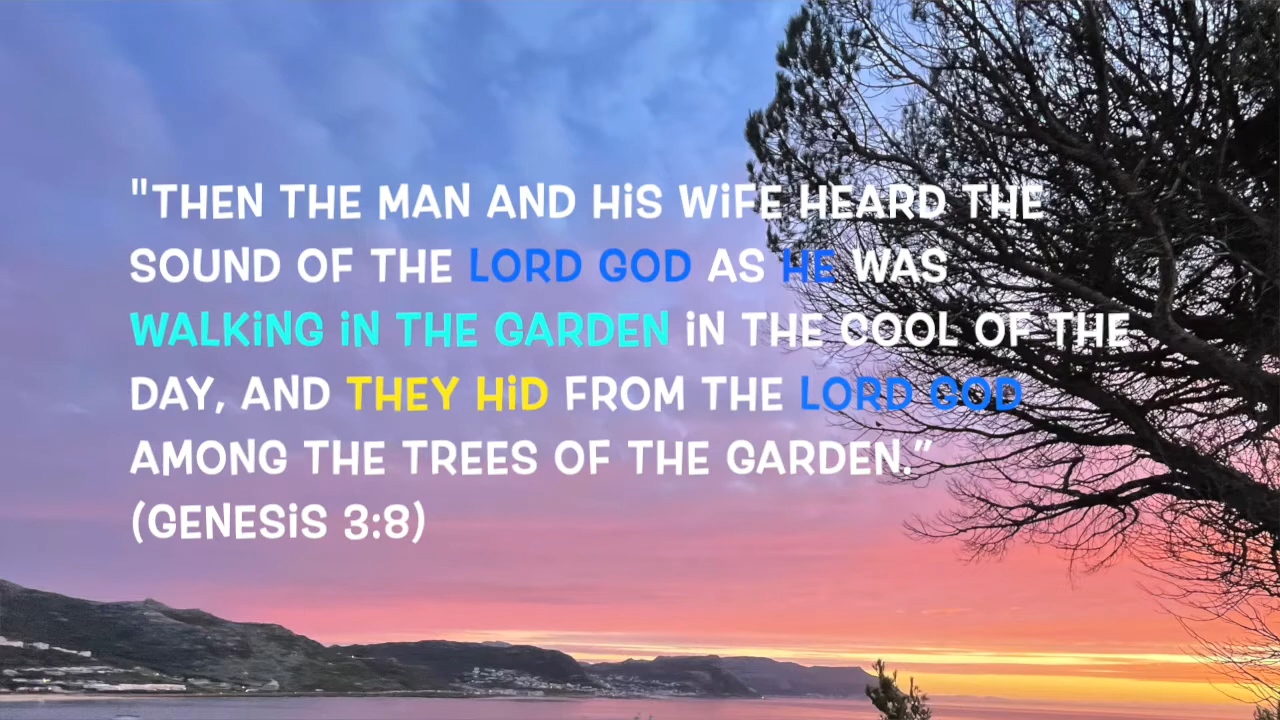 "THEN THE MAN AND HiS WiFE HEARD THE
SOUND OF THE LORD GOD AS HE WAS
WALKiNG iN THE GARDEN iN THE COOL OF THE
DAY, AND THEY HiD FROM THE LORD GOD
AMONG THE TREES OF THE GARDEN.”
(GENESiS 3:8)